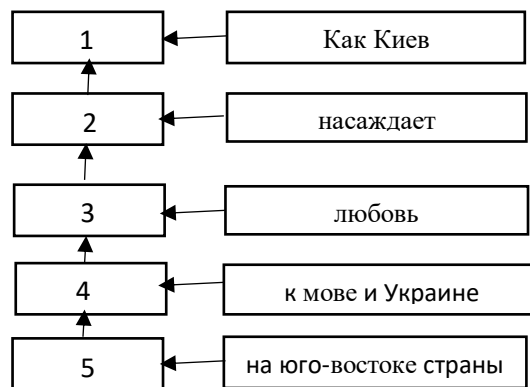 1 Как Киев
2 насаждает
3 любовь
4 к мове и Украине
5 на юго-востоке страны